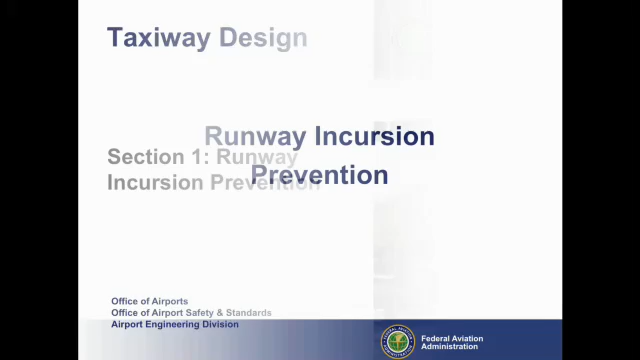 Taxiway Design
Runway Incursion
Prevention
Section 1: Runway
Incursion Prevention
Office of Airports
Office of Airport Safety & Standards
Airport Engineering Division
Federal Aviation
Administration